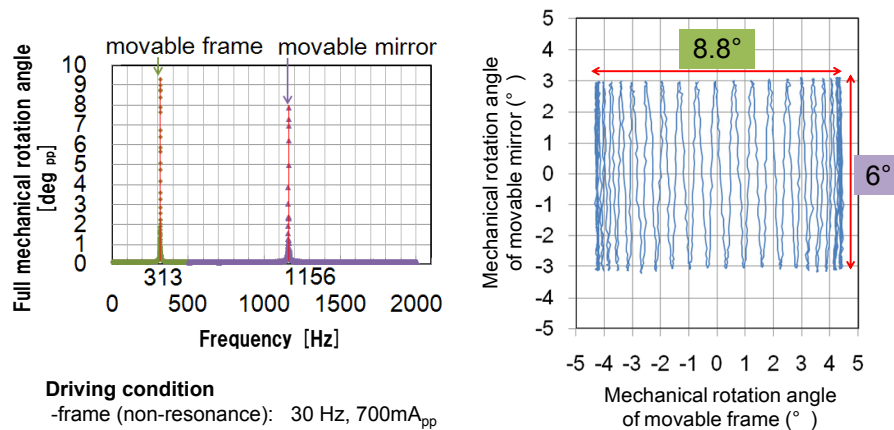 movable frame
movable mirror
Full mechanical rotation angle
[deg pp]
10
9
8
7
6
5
4
3
2
1
0
313
1156
0
500
1000
1500
2000
Frequency [Hz]
Driving condition
-frame (non-resonance): 30 Hz, 700mApp
Mechanical rotation angle
of movable mirror (°)
5
4
3
2
1
0
-1
-2
-3
-4
-5
8.8°
6°
-5 -4 -3 -2 -1 0 1 2 3 4 5
Mechanical rotation angle
of movable frame (°)